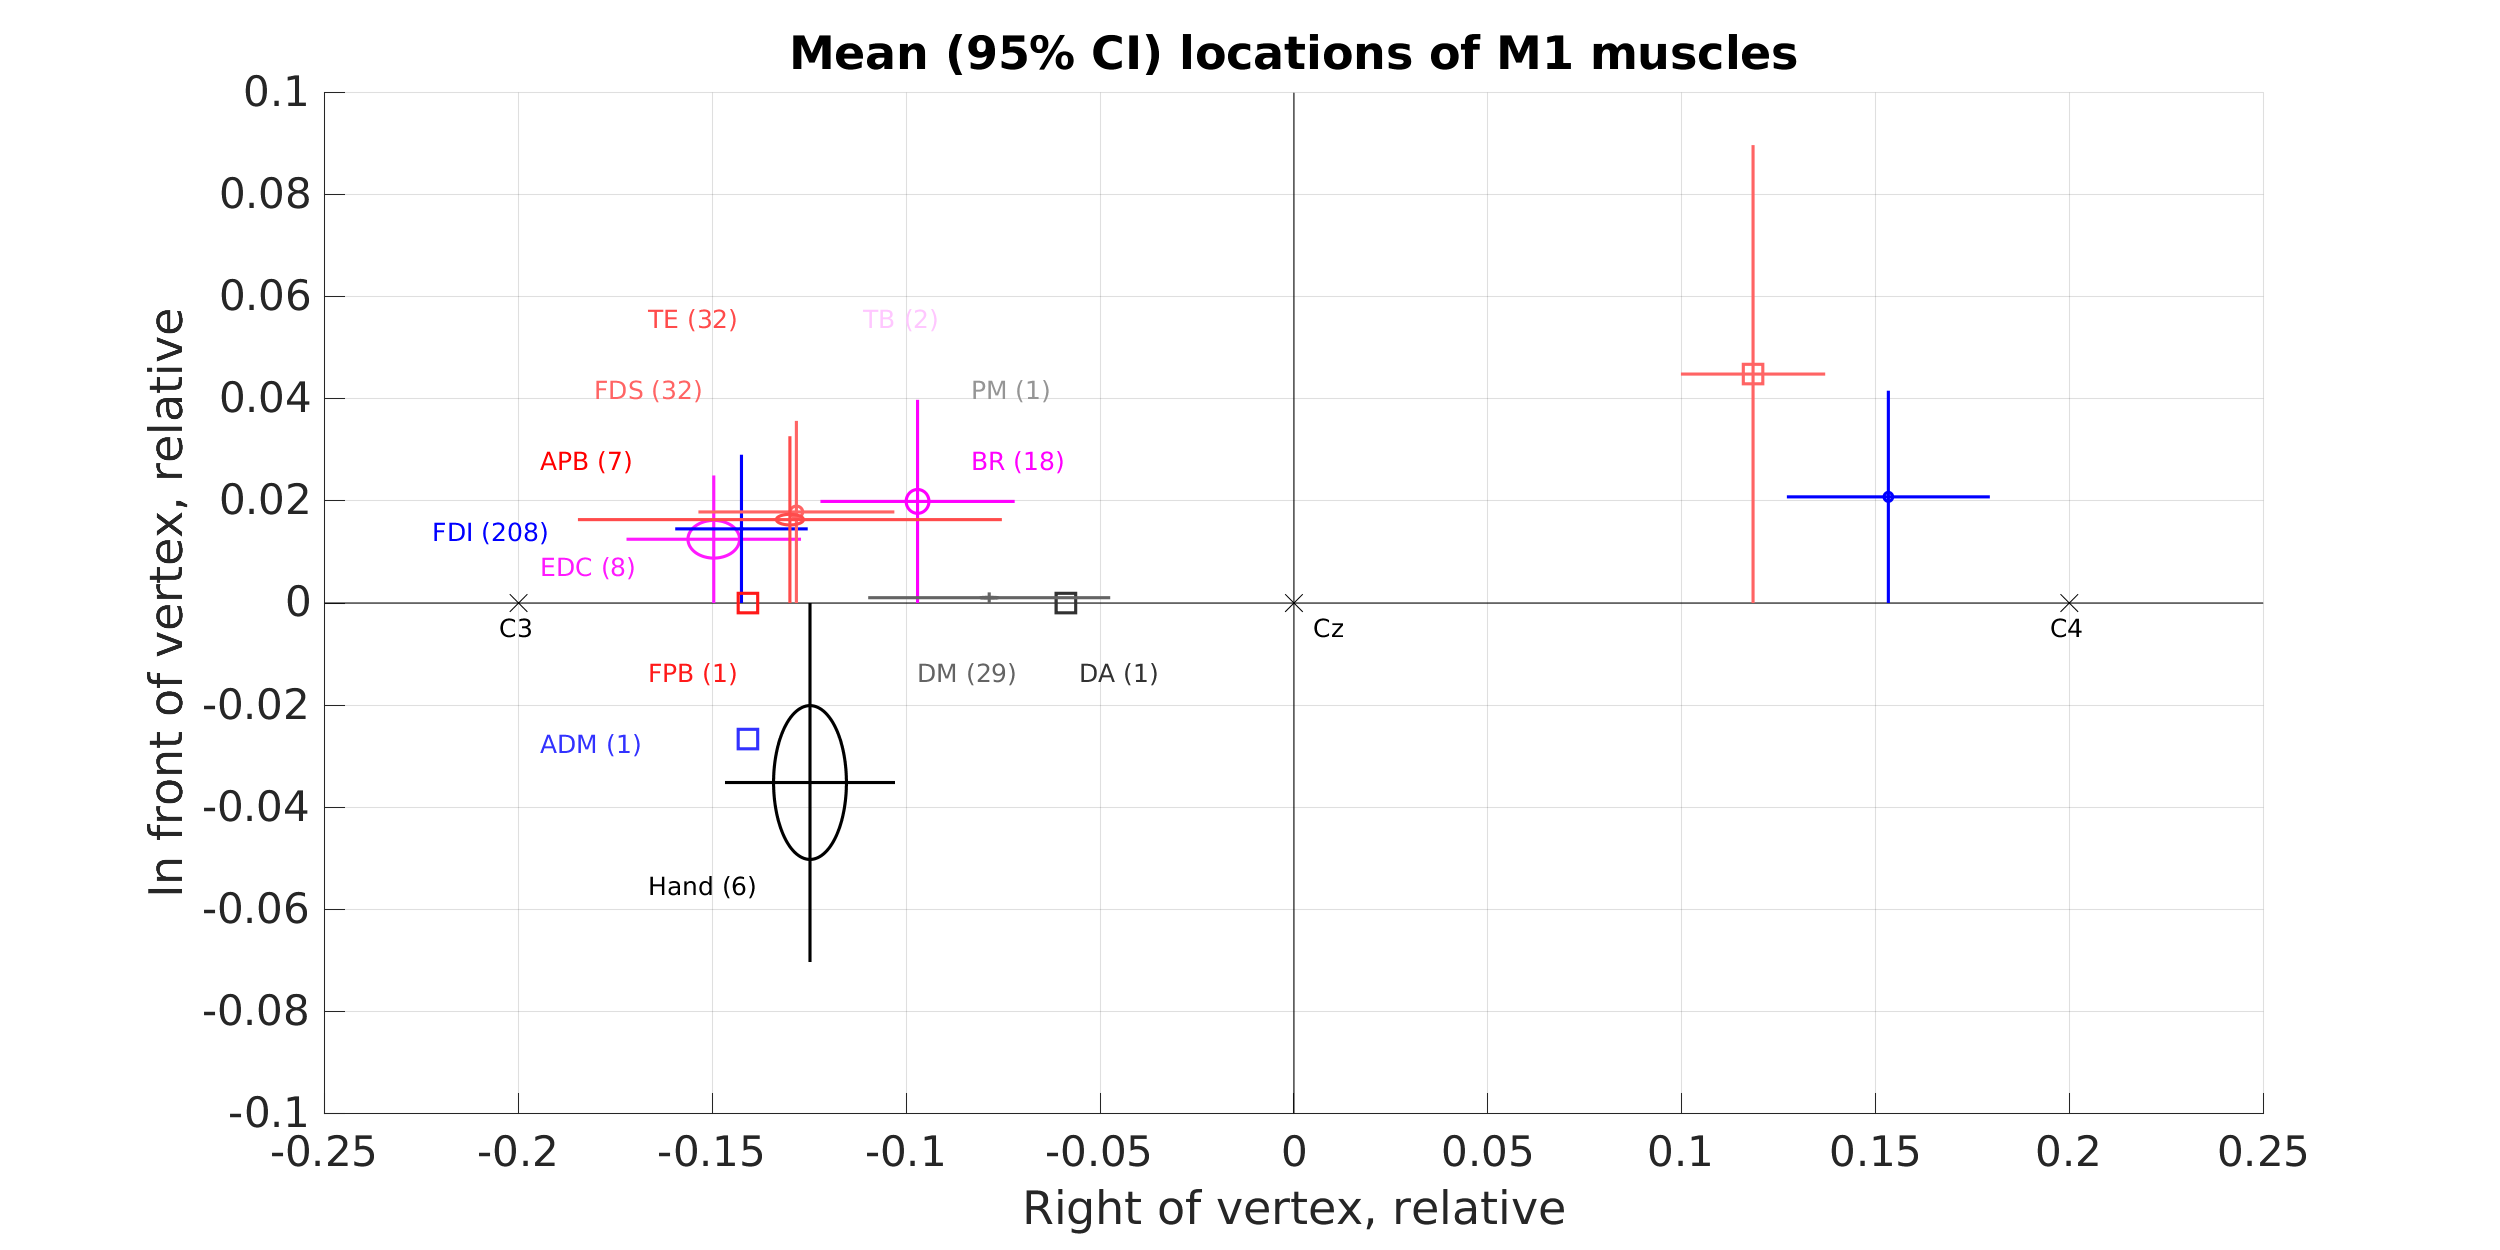 Mean (95% CI) locations of M1 muscles
0.1
0.08
0.06
0.04
0.02
0
-0.02
-0.04
-0.06
-0.08
-0.1
In front of vertex, relative
TE (32)
TB (2)
FDS (32)
PM (1)
APB (7)
BR (18)
FDI (208)
EDC (8)
C3
Cz
C4
FPB (1)
DM (29)
DA (1)
ADM (1)
Hand (6)
-0.25
-0.2
-0.15
-0.1
-0.05
0
0.05
0.1
0.15
0.2
0.25
Right of vertex, relative